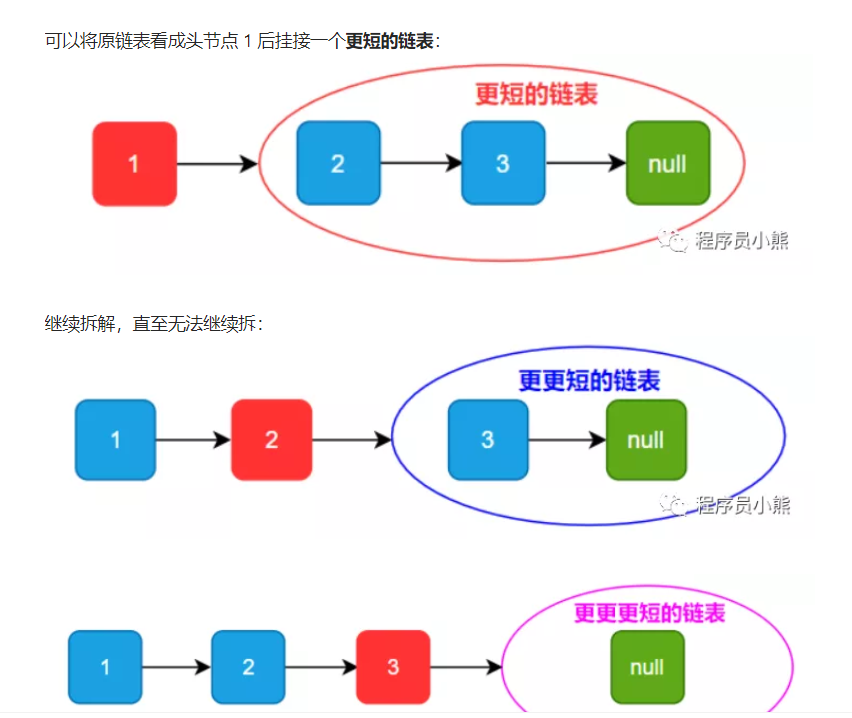 可以将原链表看成头节点 1 后挂接一个更短的链表：
更短的链表
1
2
3
null
程序员小熊
继续拆解，直至无法继续拆：
更更短的链表
1
2
3
null
程序员小熊
更更更短的链表
1
2
3
null